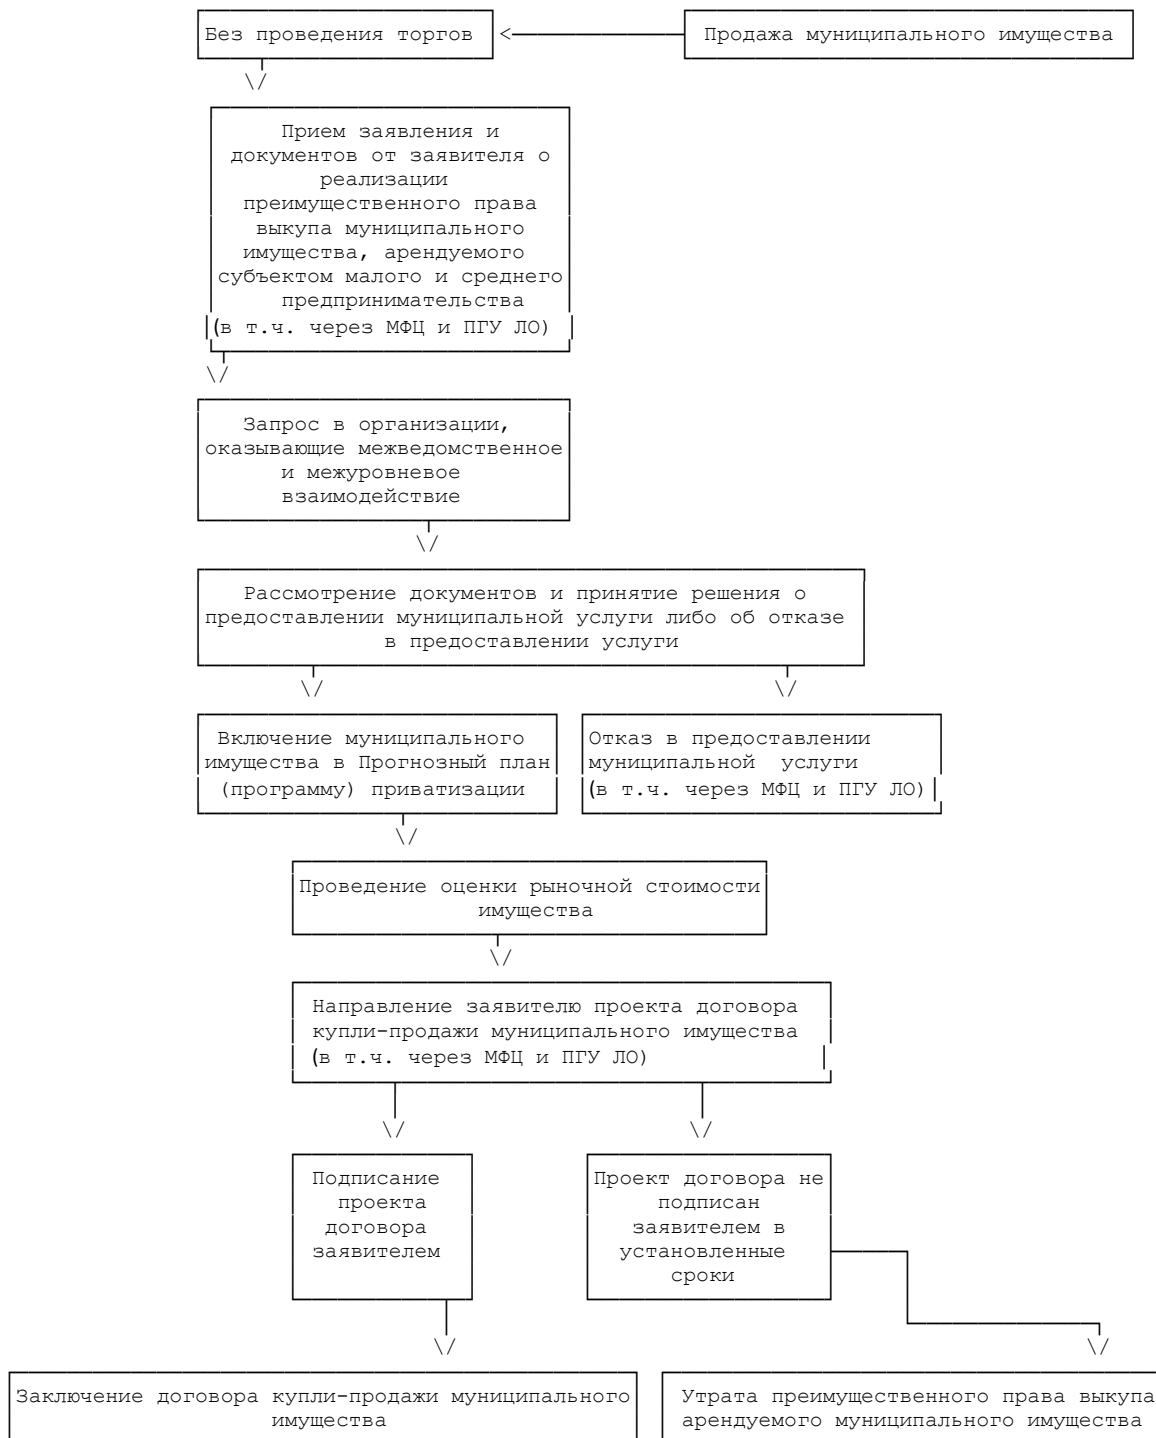 Без проведения торгов <
Продажа муниципального имущества
\/
Прием заявления и
документов от заявителя о
реализации
преимущественного права
выкупа муниципального
имущества, арендуемого
субъектом малого и среднего
предпринимательства
(в т.ч. через МФЦ и ПГУ ЛО)
\/
Запрос в организации,
оказывающие межведомственное
и межуровневое
взаимодействие
\/
Рассмотрение документов и принятие решения о
предоставлении муниципальной услуги либо об отказе
в предоставлении услуги
\/
\/
Включение муниципального
имущества в Прогнозный план
(программу) приватизации
Отказ в предоставлении
муниципальной услуги
(в т.ч. через МФЦ и ПГУ ЛО)
\/
Проведение оценки рыночной стоимости
имущества
\/
Направление заявителю проекта договора
купли-продажи муниципального имущества
(в т.ч. через МФЦ и ПГУ ЛО)
\/
\/
Подписание
проекта
договора
заявителем
Проект договора не
подписан
заявителем в
установленные
сроки
\/
\/
Заключение договора купли-продажи муниципального
имущества
Утрата преимущественного права выкупа
арендуемого муниципального имущества